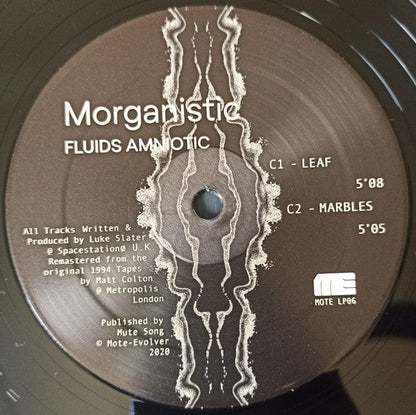 Morganistic
FLUIDS AMNIOTIC
C1 - LEAF
5'08
C2 - MARBLES
5'05
All Tracks Written &
Produced by Luke Slater
@ Spacestation0 U.K
Remastered from the
original 1994 Tapes
by Matt Colton
@ Metropolis
London
Published by
Mute Song
© Mote-Evolver
2020
ME
MOTE LP06